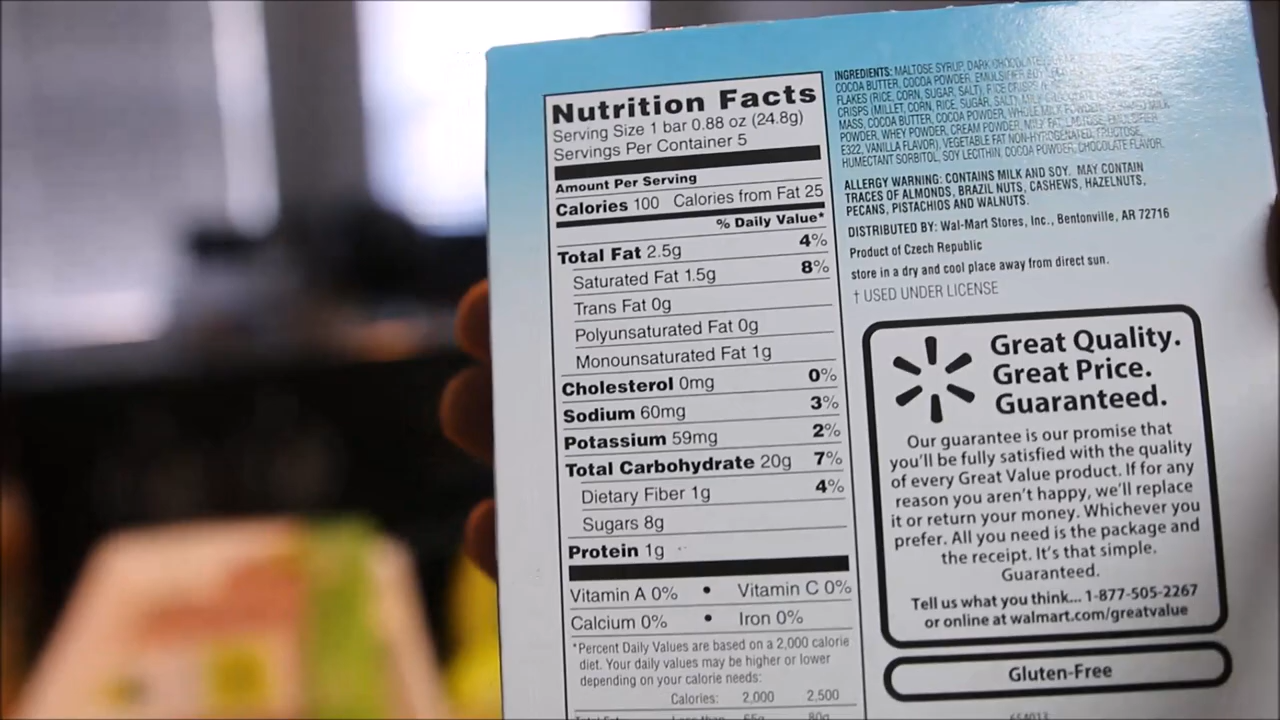 Nutrition Facts
Serving Size 1 bar 0.88 oz (24.8g)
Servings Per Container 5
Amount Per Serving
Calories 100 Calories from Fat 25
% Daily Value*
Total Fat 2.5g 4%
Saturated Fat 1.5g 8%
Trans Fat 0g
Polyunsaturated Fat 0g
Monounsaturated Fat 1g
Cholesterol 0mg 0%
Sodium 60mg 3%
Potassium 59mg 2%
Total Carbohydrate 20g 7%
Dietary Fiber 1g 4%
Sugars 8g
Protein 1g
Vitamin A 0% • Vitamin C 0%
Calcium 0% • Iron 0%
*Percent Daily Values are based on a 2,000 calorie
diet. Your daily values may be higher or lower
depending on your calorie needs:
Calories: 2,000 2,500
65g 80g
INGREDIENTS: MALTOSE SYRUP, DARK CHOCOLATE
COCOA BUTTER, COCOA POWDER, EMULSIFIER
FLAKES (RICE, CORN, SUGAR, SALT), RICE CRISPS
CRISPS (MILLET, CORN, RICE, SUGAR, SALT)
MASS, COCOA BUTTER, COCOA POWDER, WHOLE MILK POWDER, MILK
POWDER, WHEY POWDER, CREAM POWDER, MILK FAT, LACTOSE, EMULSIFIER
E322, VANILLA FLAVOR), VEGETABLE FAT NON-HYDROGENATED, FRUCTOSE,
HUMECTANT SORBITOL, SOY LECITHIN, COCOA POWDER, CHOCOLATE FLAVOR.
ALLERGY WARNING: CONTAINS MILK AND SOY. MAY CONTAIN
TRACES OF ALMONDS, BRAZIL NUTS, CASHEWS, HAZELNUTS,
PECANS, PISTACHIOS AND WALNUTS.
DISTRIBUTED BY: Wal-Mart Stores, Inc., Bentonville, AR 72716
Product of Czech Republic
store in a dry and cool place away from direct sun.
† USED UNDER LICENSE
Great Quality.
Great Price.
Guaranteed.
Our guarantee is our promise that
you'll be fully satisfied with the quality
of every Great Value product. If for any
reason you aren't happy, we'll replace
it or return your money. Whichever you
prefer. All you need is the package and
the receipt. It's that simple.
Guaranteed.
Tell us what you think... 1-877-505-2267
or online at walmart.com/greatvalue
Gluten-Free